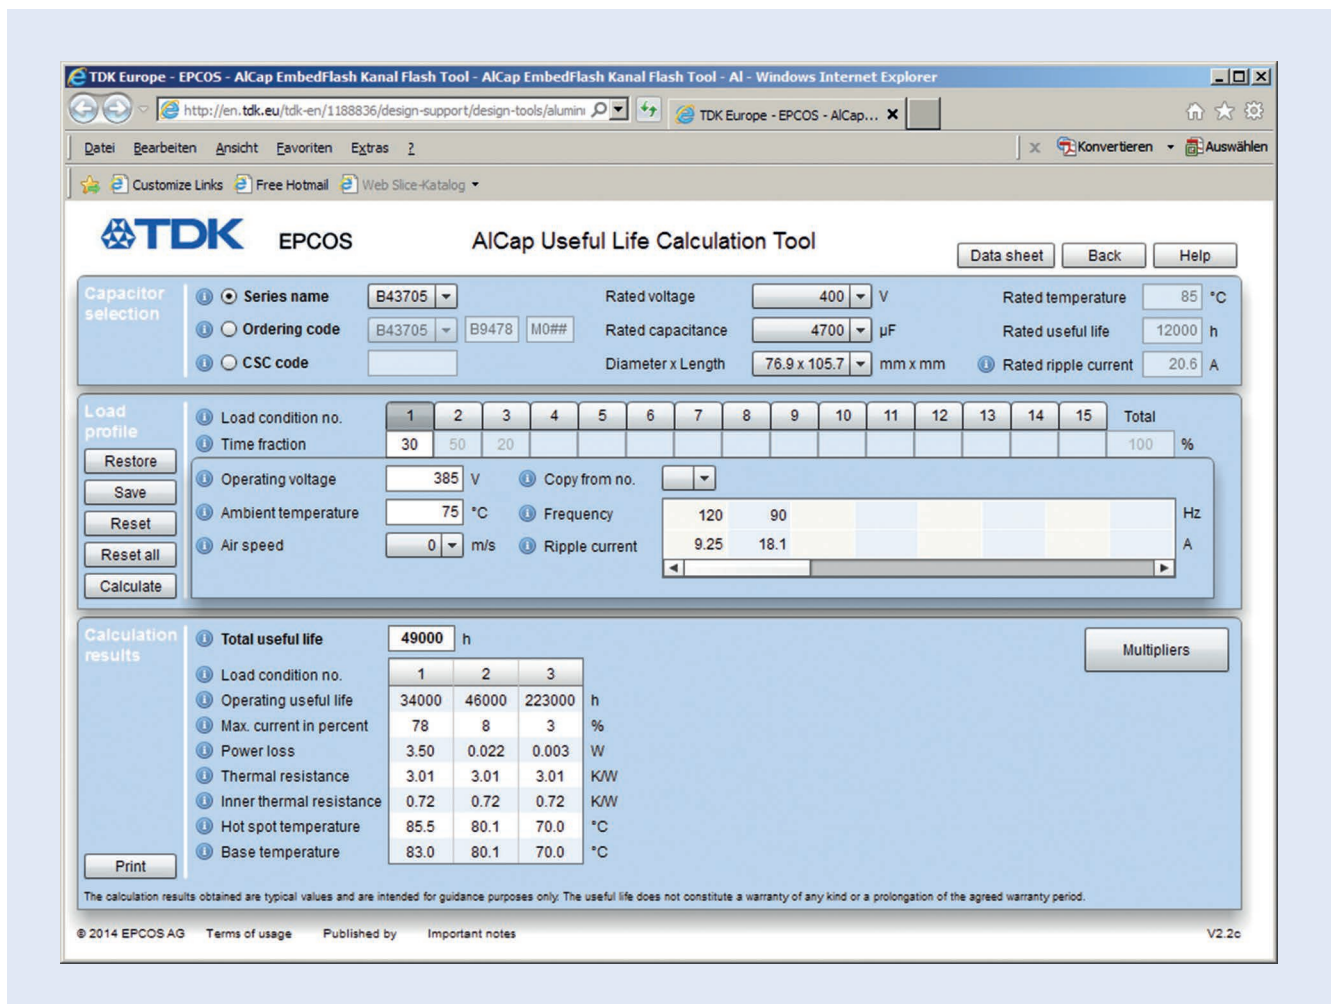 TDK Europe - EPCOS - AlCap EmbedFlash Kanal Flash Tool - AlCap EmbedFlash Kanal Flash Tool - Al - Windows Internet Explorer
http://en.tdk.eu/tdk-en/1188836/design-support/design-tools/alumin TDK Europe - EPCOS - AlCap...
Datei Bearbeiten Ansicht Favoriten Extras ? x Konvertieren Auswählen
Customize Links Free Hotmail Web Slice-Katalog
TDK EPCOS AlCap Useful Life Calculation Tool Data sheet Back Help
Capacitor selection
Series name B43705 Rated voltage 400 V Rated temperature 85 °C
Ordering code B43705 B9478 M0## Rated capacitance 4700 µF Rated useful life 12000 h
CSC code Diameter x Length 76.9 x 105.7 mm x mm Rated ripple current 20.6 A
Load profile
Load condition no. 1 2 3 4 5 6 7 8 9 10 11 12 13 14 15 Total
Time fraction 30 50 20 100 %
Restore
Save
Reset
Reset all
Calculate
Operating voltage 385 V Copy from no.
Ambient temperature 75 °C Frequency 120 90 Hz
Air speed 0 m/s Ripple current 9.25 18.1 A
Calculation results
Total useful life 49000 h Multipliers
Load condition no. 1 2 3
Operating useful life 34000 46000 223000 h
Max. current in percent 78 8 3 %
Power loss 3.50 0.022 0.003 W
Thermal resistance 3.01 3.01 3.01 K/W
Inner thermal resistance 0.72 0.72 0.72 K/W
Hot spot temperature 85.5 80.1 70.0 °C
Base temperature 83.0 80.1 70.0 °C
Print
The calculation results obtained are typical values and are intended for guidance purposes only. The useful life does not constitute a warranty of any kind or a prolongation of the agreed warranty period.
© 2014 EPCOS AG Terms of usage Published by Important notes V2.2c